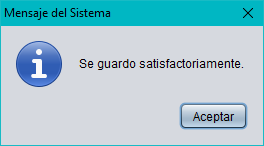 Mensaje del Sistema
Se guardo satisfactoriamente.
Aceptar